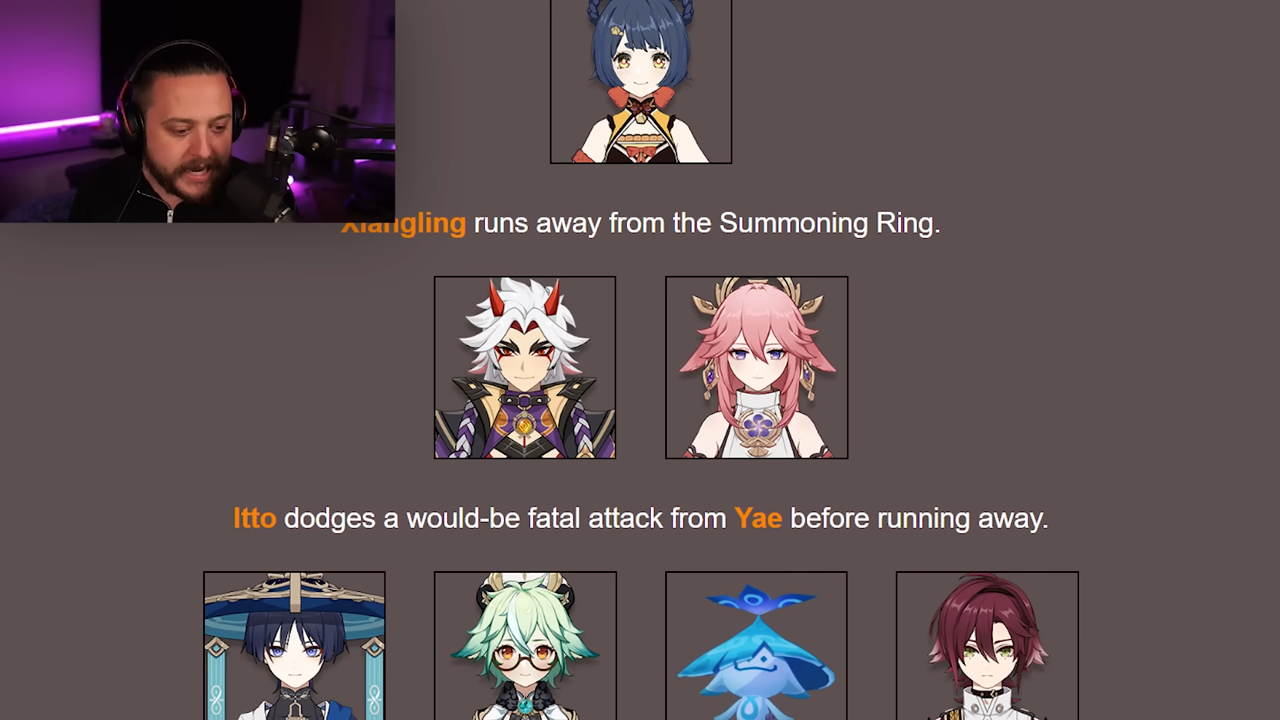 Xiangling runs away from the Summoning Ring.
Itto dodges a would-be fatal attack from Yae before running away.